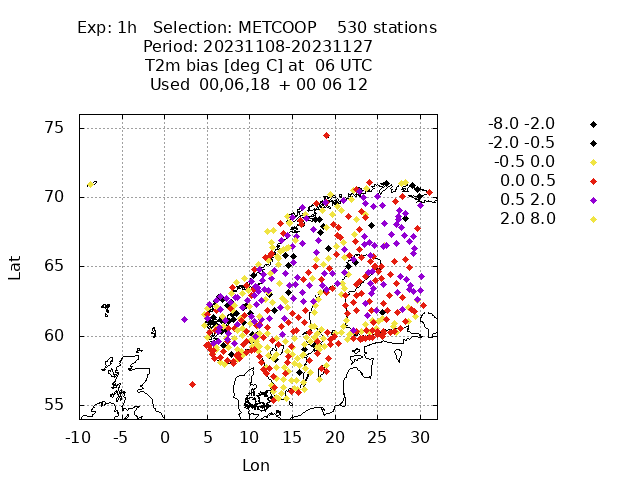 Exp: 1h   Selection: METCOOP    530 stations
Period: 20231108-20231127
T2m bias [deg C] at  06 UTC
Used  00,06,18  + 00 06 12
-8.0 -2.0
-2.0 -0.5
-0.5 0.0
0.0 0.5
0.5 2.0
2.0 8.0
75
70
65
60
55
Lat
-10 -5 0 5 10 15 20 25 30
Lon